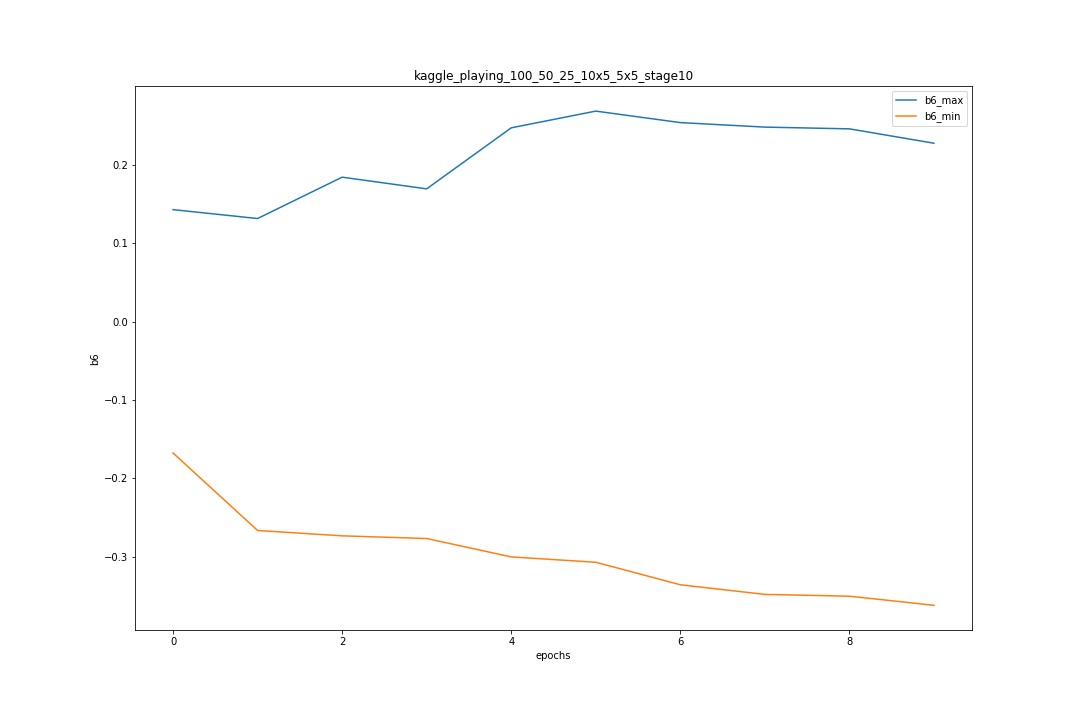 kaggle_playing_100_50_25_10x5_5x5_stage10
b6_max
b6_min
0.2
0.1
0.0
−0.1
−0.2
−0.3
b6
0 2 4 6 8
epochs